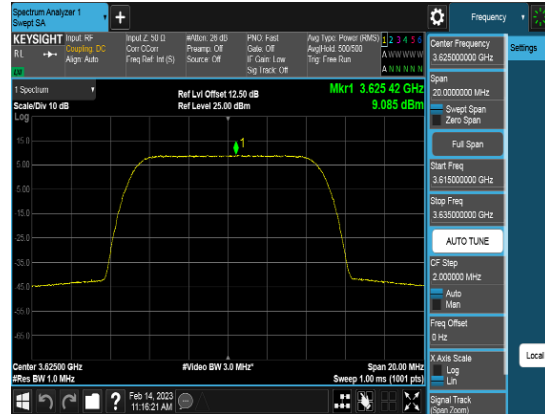 Spectrum Analyzer 1
Swept SA
Frequency
KEYSIGHT
RL
Input: RF
Coupling: DC
Align: Auto
Input Z: 50 Ω
Corr CCorr
Freq Ref: Int (S)
#Atten: 26 dB
Preamp: Off
Source: Off
PNO: Fast
Gate: Off
IF Gain: Low
Sig Track: Off
Avg Type: Power (RMS)
Avg|Hold: 500/500
Trig: Free Run
1 2 3 4 5 6
A W W W W W
A N N N N N
1 Spectrum
Scale/Div 10 dB
Log
Ref Lvl Offset 12.50 dB
Ref Level 25.00 dBm
Mkr1 3.625 42 GHz
9.085 dBm
1
15.0
5.00
-5.00
-15.0
-25.0
-35.0
-45.0
-55.0
-65.0
Center 3.62500 GHz
#Res BW 1.0 MHz
#Video BW 3.0 MHz*
Span 20.00 MHz
Sweep 1.00 ms (1001 pts)
Feb 14, 2023
11:16:21 AM
Center Frequency
3.625000000 GHz
Span
20.0000000 MHz
Swept Span
Zero Span
Full Span
Start Freq
3.615000000 GHz
Stop Freq
3.635000000 GHz
AUTO TUNE
CF Step
2.000000 MHz
Auto
Man
Freq Offset
0 Hz
X Axis Scale
Log
Lin
Signal Track
(Span Zoom)
Settings
Local